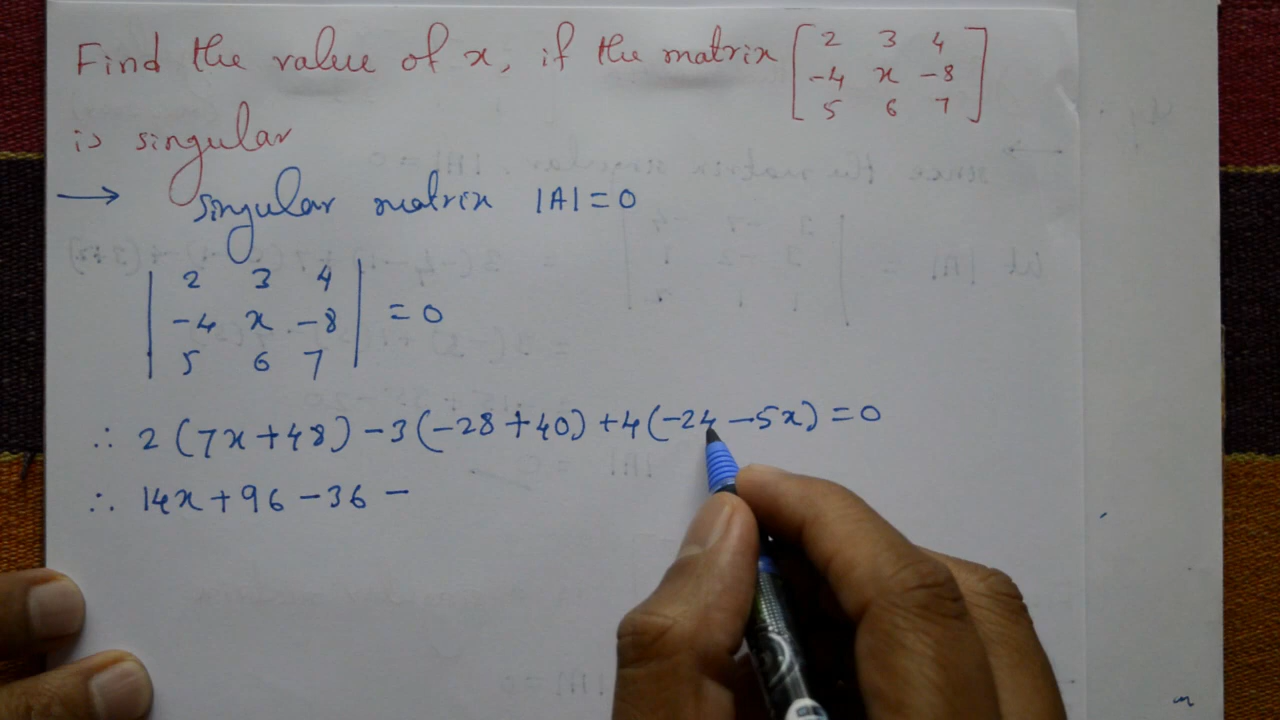 Find the value of x, if the matrix [2 3 4
-4 x -8
5 6 7]
is singular
→ singular matrix |A| = 0
|2 3 4
-4 x -8
5 6 7| = 0
∴ 2 (7x + 48) - 3 (-28 + 40) + 4 (-24 - 5x) = 0
∴ 14x + 96 - 36 -